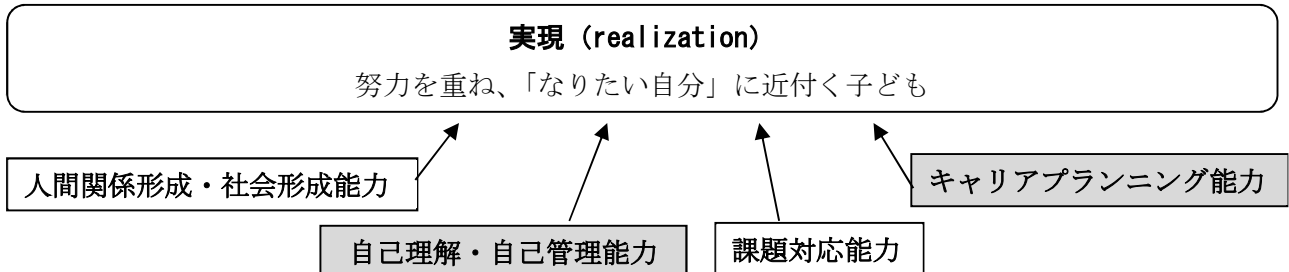 実現（realization）
努力を重ね、「なりたい自分」に近付く子ども
人間関係形成・社会形成能力
キャリアプランニング能力
自己理解・自己管理能力
課題対応能力